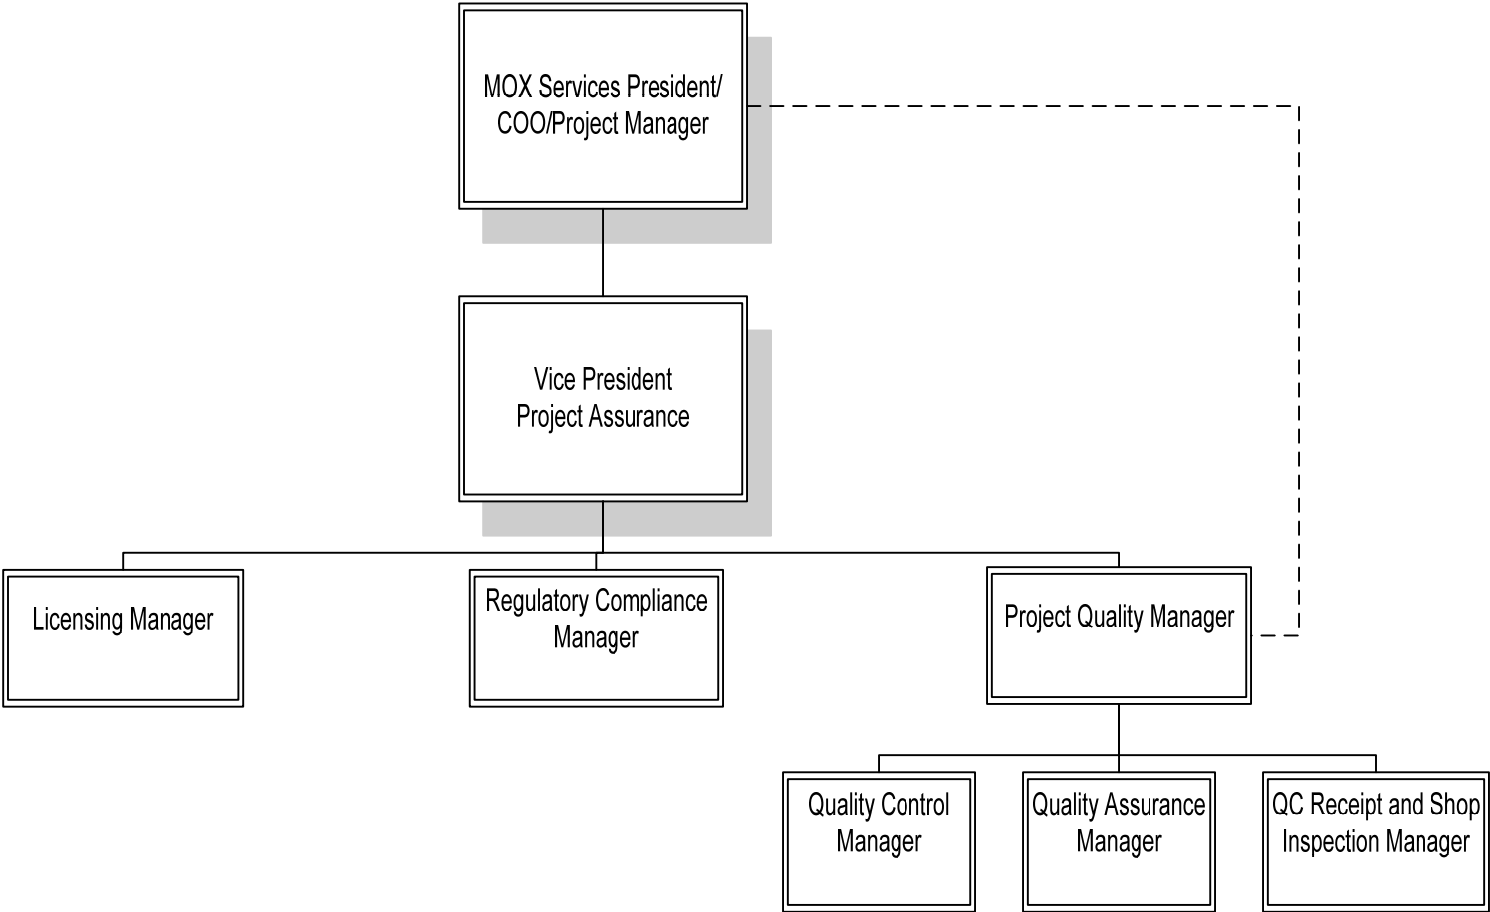 MOX Services President/
COO/Project Manager
Vice President
Project Assurance
Licensing Manager
Regulatory Compliance
Manager
Project Quality Manager
Quality Control
Manager
Quality Assurance
Manager
QC Receipt and Shop
Inspection Manager